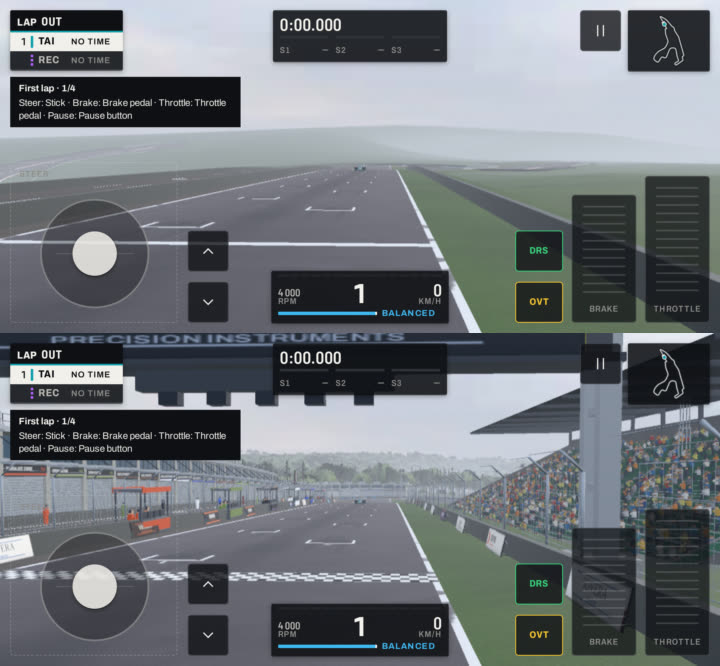 LAP OUT
1 TAI NO TIME
REC NO TIME
0:00.000
S1 – S2 – S3 –
First lap · 1/4
Steer: Stick · Brake: Brake pedal · Throttle: Throttle
pedal · Pause: Pause button
STEER
DRS
OVT
4000 RPM 1 0 KM/H
BALANCED
BRAKE
THROTTLE
PRECISION INSTRUMENTS
LAP OUT
1 TAI NO TIME
REC NO TIME
0:00.000
S1 – S2 – S3 –
First lap · 1/4
Steer: Stick · Brake: Brake pedal · Throttle: Throttle
pedal · Pause: Pause button
DRS
OVT
4000 RPM 1 0 KM/H
BALANCED
BRAKE
THROTTLE